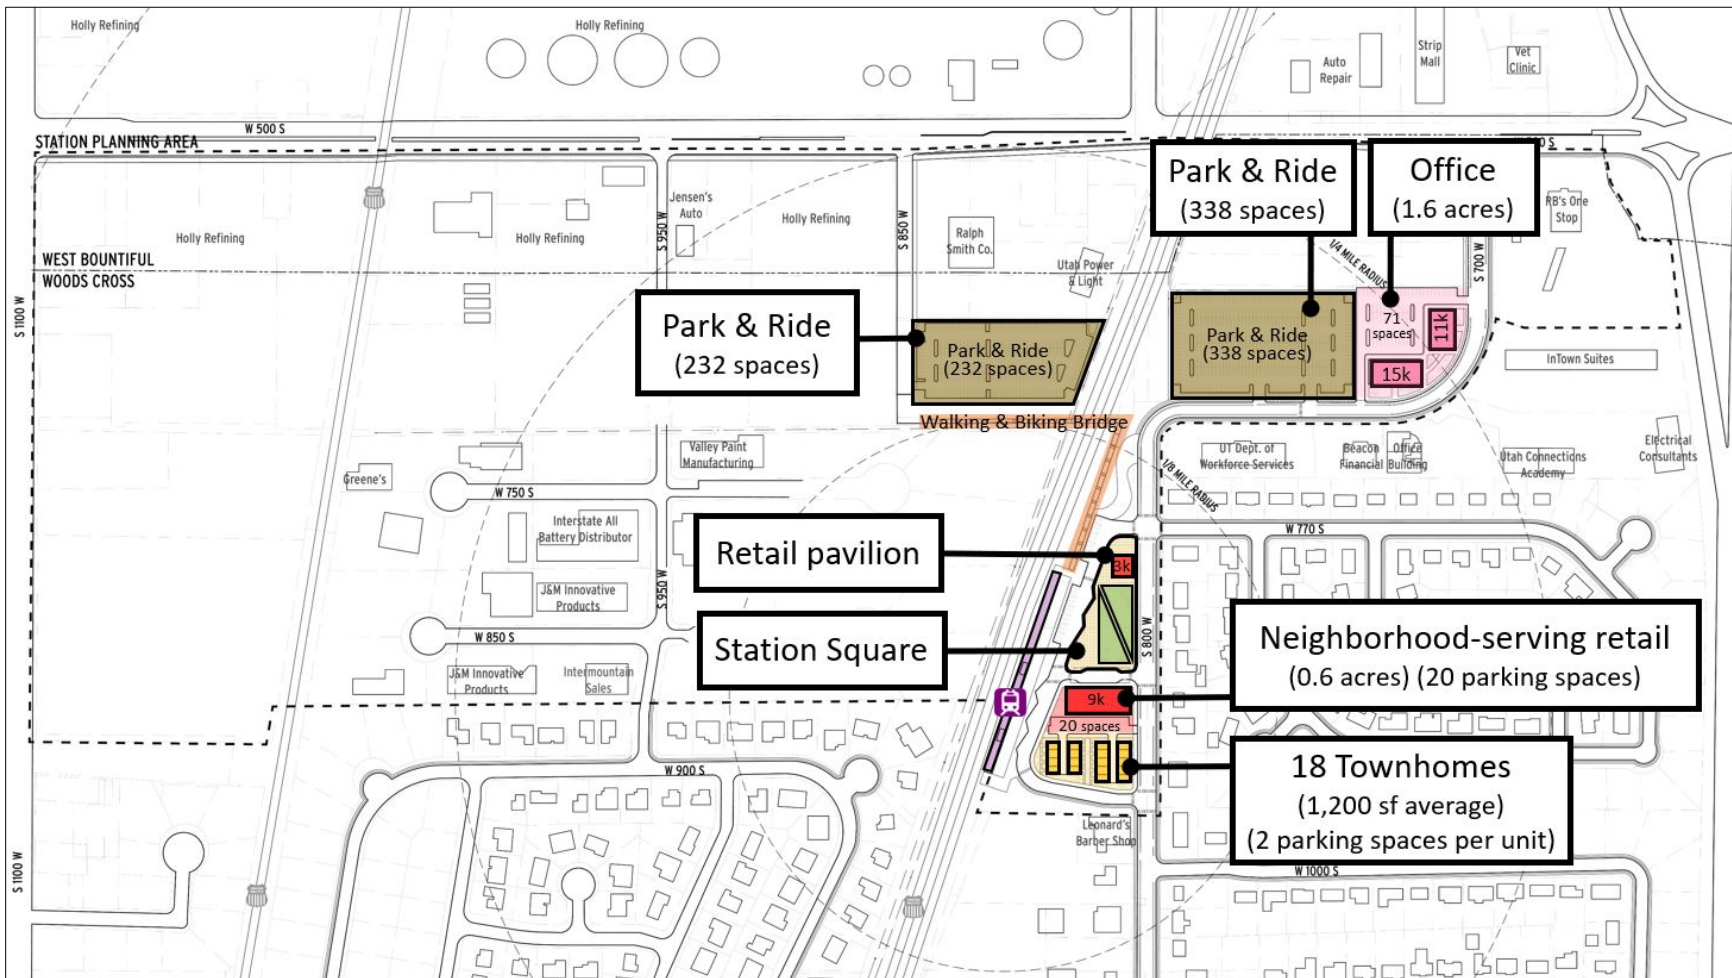 Holly Refining
Holly Refining
Auto
Repair
Strip
Mall
Vet
Clinic
W 500 S
STATION PLANNING AREA
Park & Ride
(338 spaces)
Office
(1.6 acres)
RB's One
Stop
Jensen's
Auto
S 950 W
Holly Refining
S 850 W
Ralph
Smith Co.
Holly Refining
Holly Refining
S 700 W
1/4 MILE RADIUS
WEST BOUNTIFUL
WOODS CROSS
Utah Power
& Light
S 1100 W
Park & Ride
(232 spaces)
Park & Ride
(232 spaces)
Park & Ride
(338 spaces)
71
spaces
11k
15k
InTown Suites
Walking & Biking Bridge
Valley Paint
Manufacturing
Greene's
UT Dept. of
Workforce Services
Beacon
Financial
Office
Building
Utah Connections
Academy
Electrical
Consultants
1/8 MILE RADIUS
W 750 S
Interstate All
Battery Distributor
W 770 S
Retail pavilion
3k
J&M Innovative
Products
S 950 W
W 850 S
Station Square
S 800 W
Neighborhood-serving retail
(0.6 acres) (20 parking spaces)
J&M Innovative
Products
Intermountain
Sales
9k
20 spaces
W 900 S
18 Townhomes
(1,200 sf average)
(2 parking spaces per unit)
Leonard's
Barber Shop
S 1100 W
W 1000 S